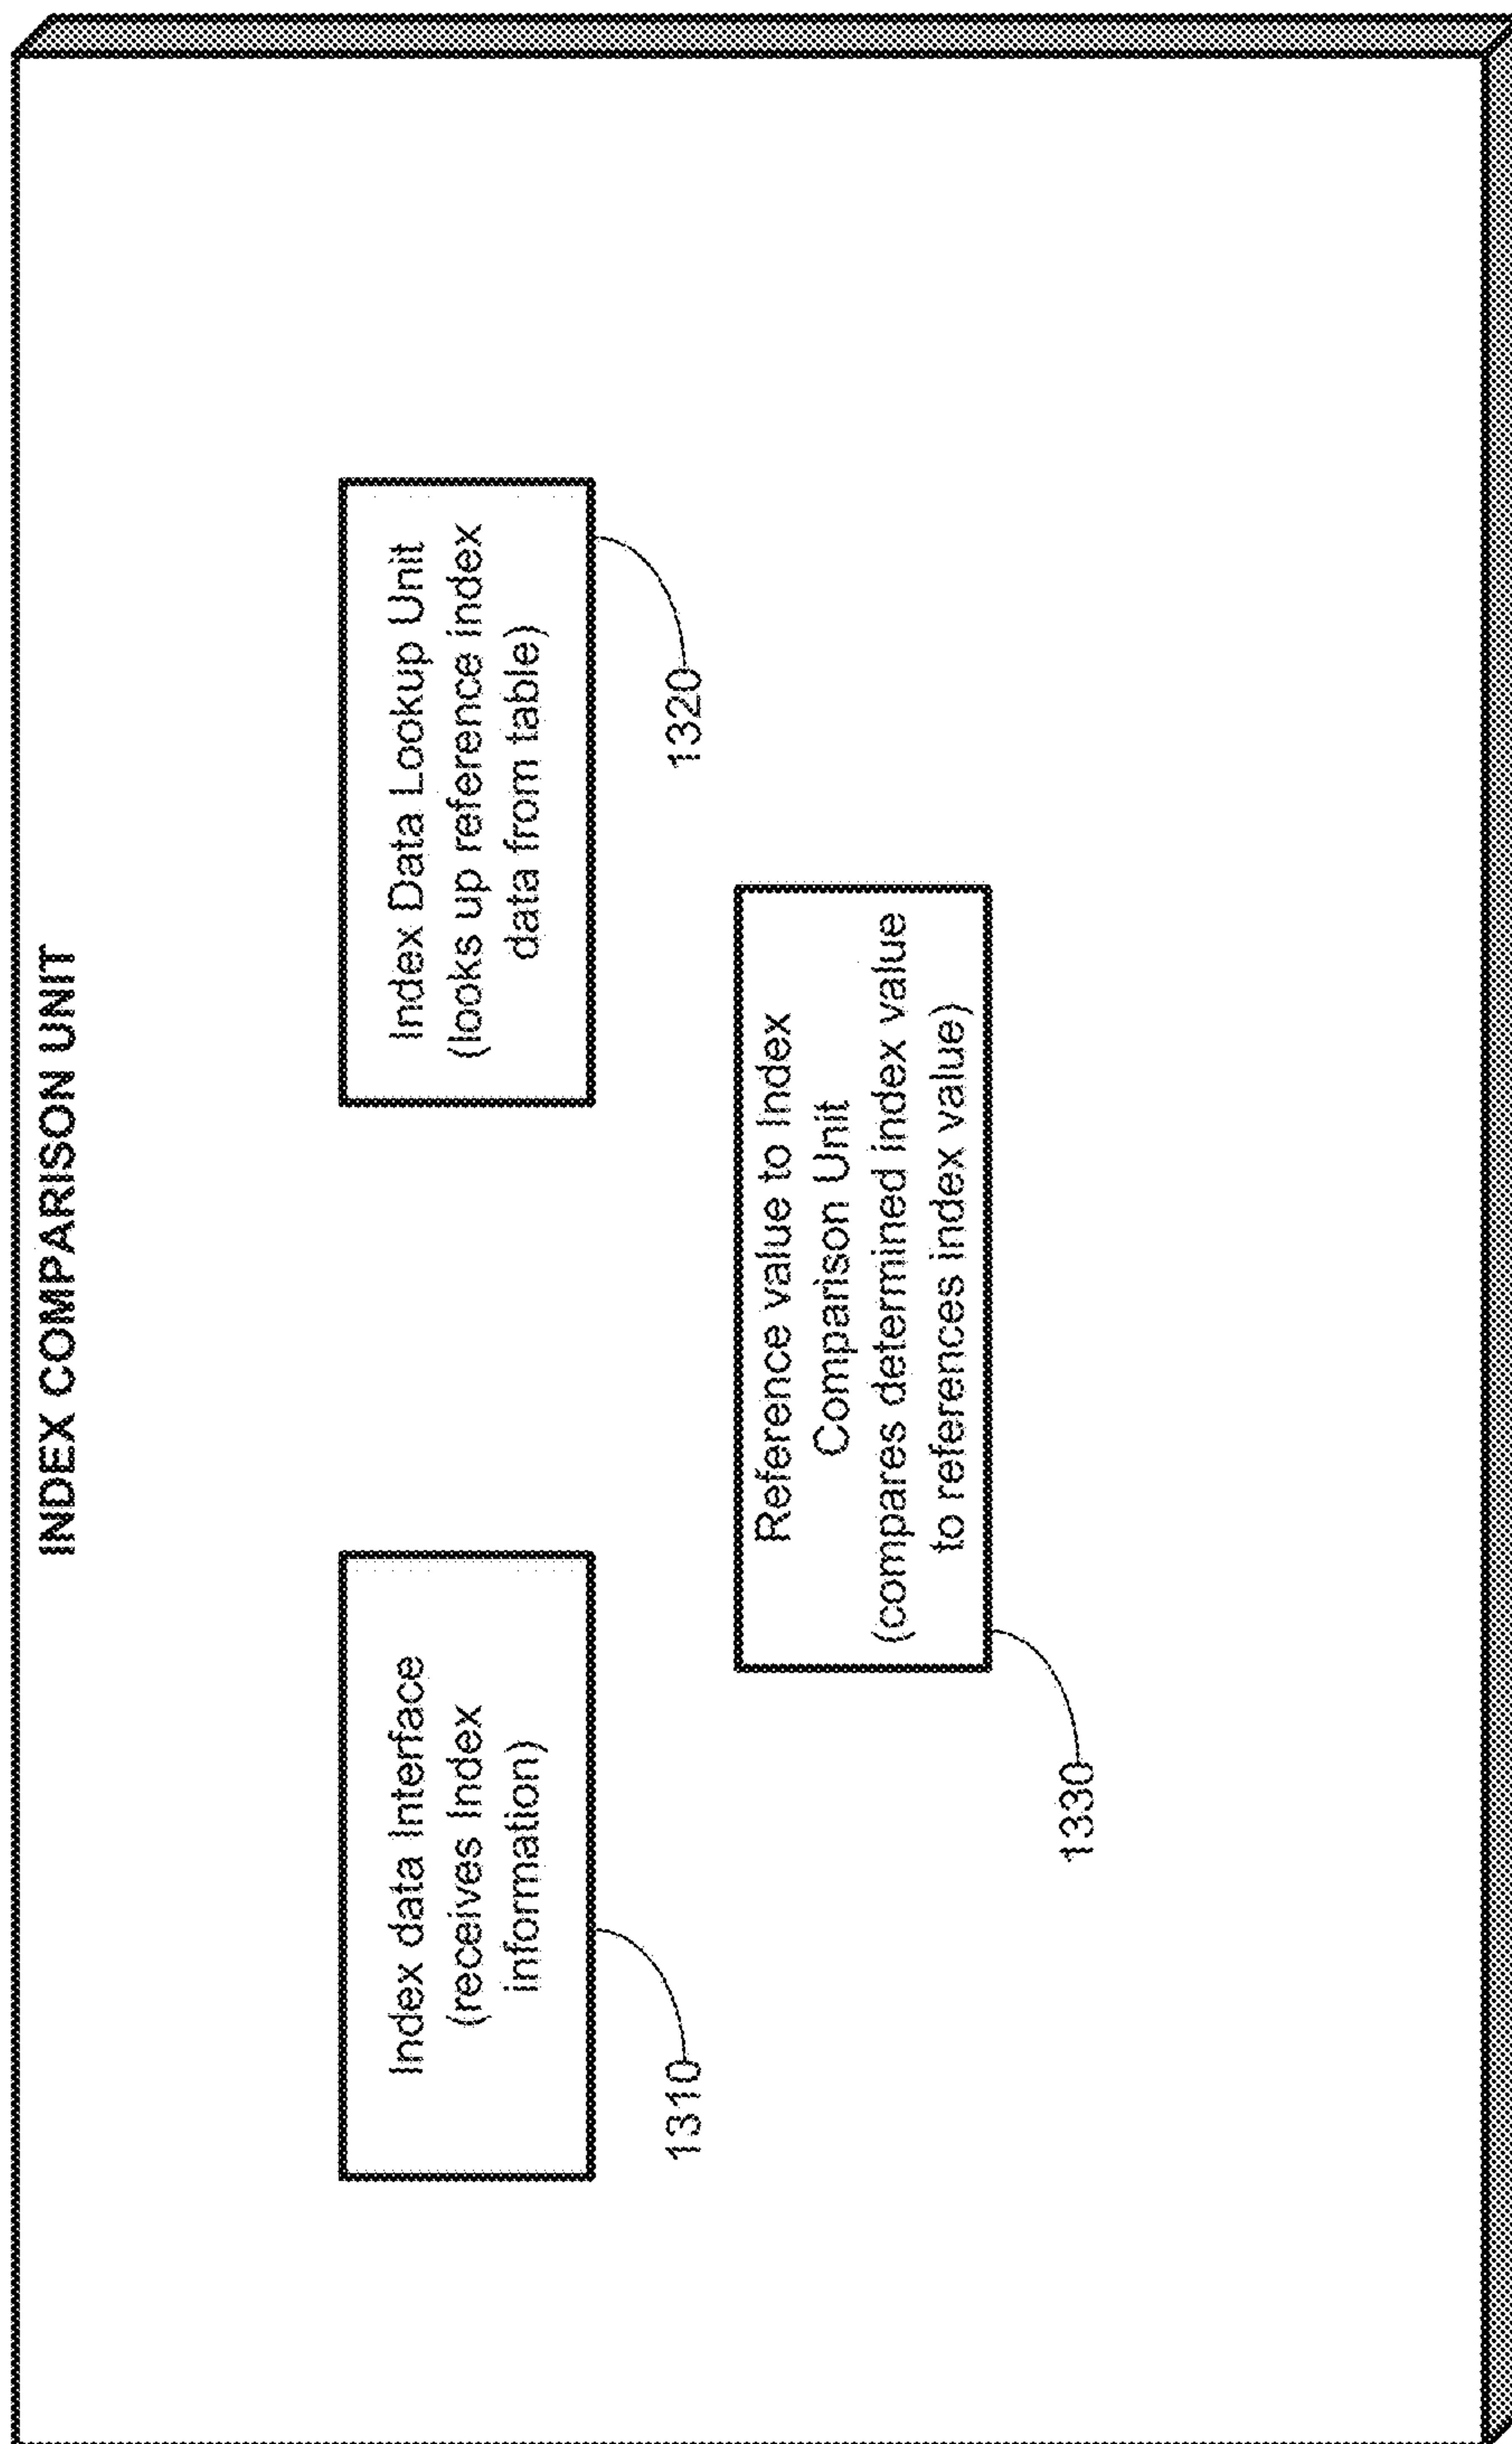 INDEX COMPARISON UNIT
Index data Interface
(receives Index
information)
1310
Index Data Lookup Unit
(looks up reference index
data from table)
1320
Reference value to Index
Comparison Unit
(compares determined index value
to references index value)
1330